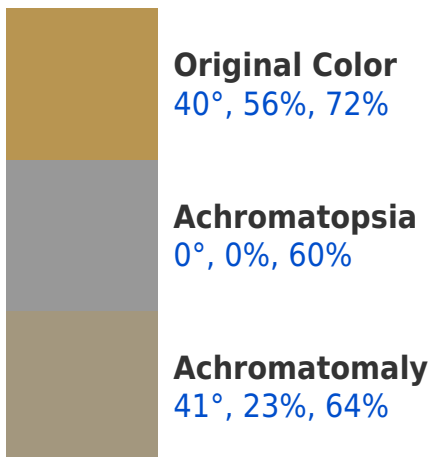 Original Color
40°, 56%, 72%
Achromatopsia
0°, 0%, 60%
Achromatomaly
41°, 23%, 64%